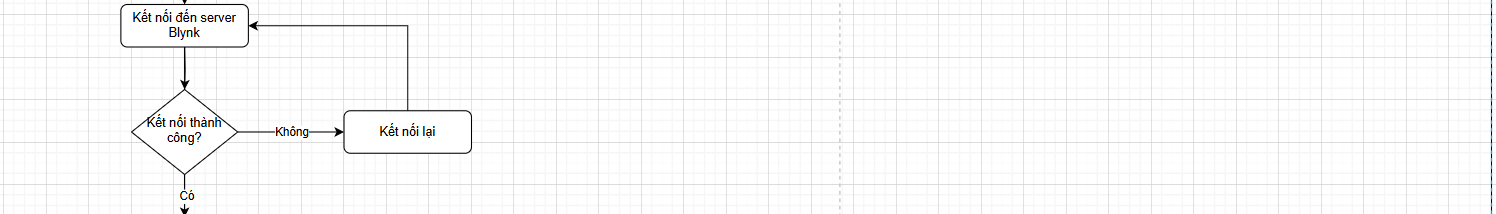 Kết nối đến server
Blynk
Kết nối thành
công?
Không
Kết nối lại
Có